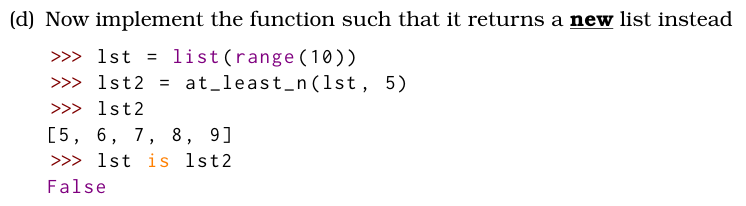 (d) Now implement the function such that it returns a new list instead
>>> lst = list(range(10))
>>> lst2 = at_least_n(lst, 5)
>>> lst2
[5, 6, 7, 8, 9]
>>> lst is lst2
False